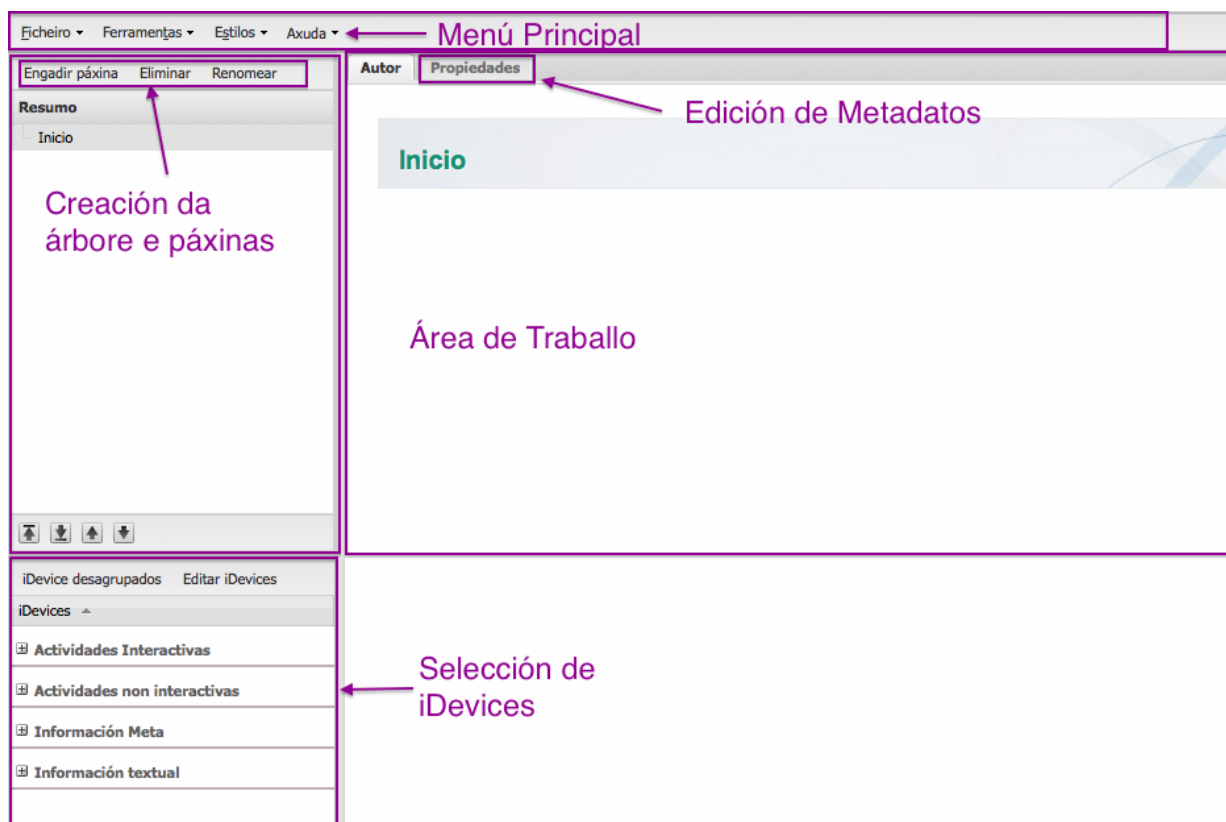 Ficheiro Ferramentas Estilos Axuda Menú Principal
Engadir páxina Eliminar Renomear
Autor Propiedades
Resumo
Edición de Metadatos
Inicio
Inicio
Creación da
árbore e páxinas
Área de Traballo
iDevice desagrupados Editar iDevices
iDevices
Actividades Interactivas
Actividades non interactivas
Información Meta
Información textual
Selección de
iDevices